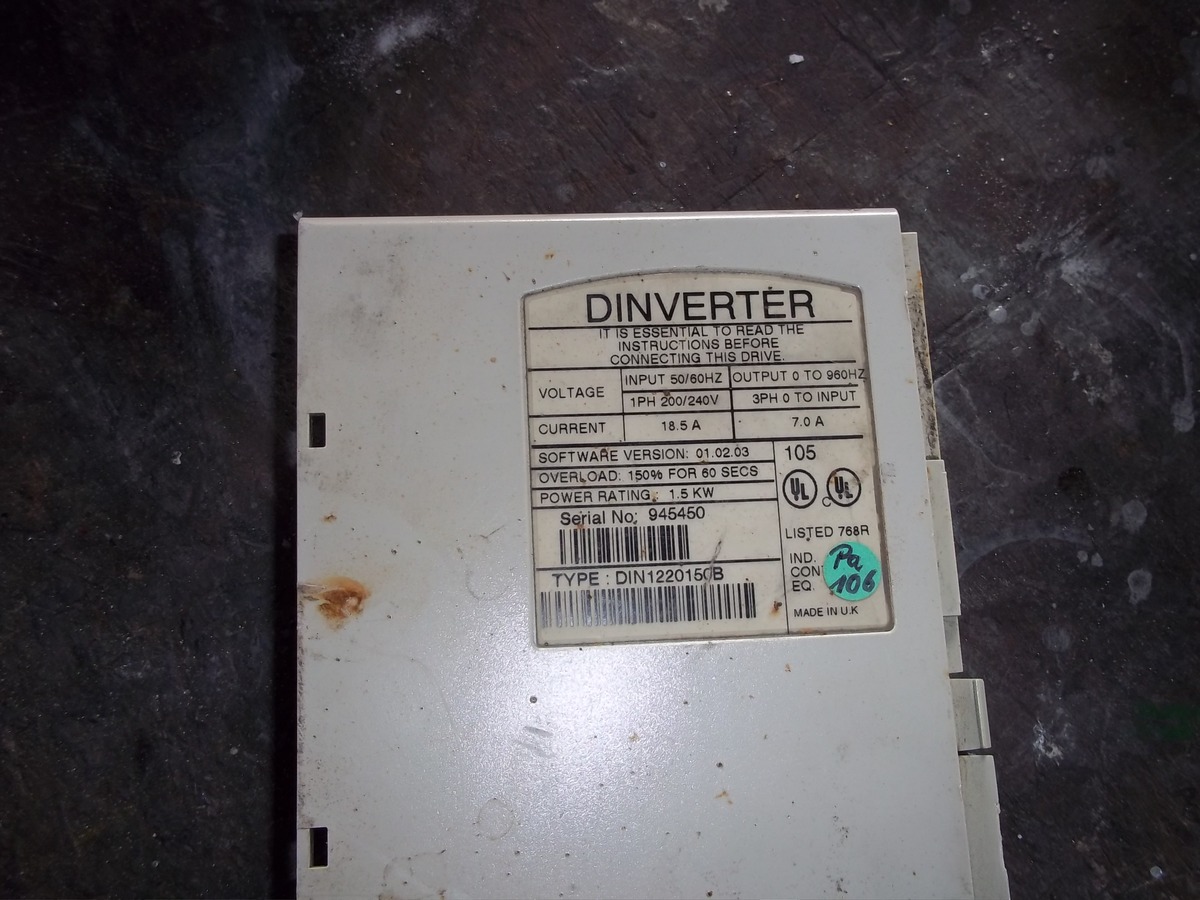 DINVERTER
IT IS ESSENTIAL TO READ THE
INSTRUCTIONS BEFORE
CONNECTING THIS DRIVE.
VOLTAGE
INPUT 50/60HZ
OUTPUT 0 TO 960HZ
1PH 200/240V
3PH 0 TO INPUT
CURRENT
18.5 A
7.0 A
SOFTWARE VERSION: 01.02.03
OVERLOAD: 150% FOR 60 SECS
POWER RATING: 1.5 KW
Serial No: 945450
TYPE : DIN1220150B
105
UL
c UL
LISTED 768R
IND.
CON
EQ.
Pa
106
MADE IN U.K